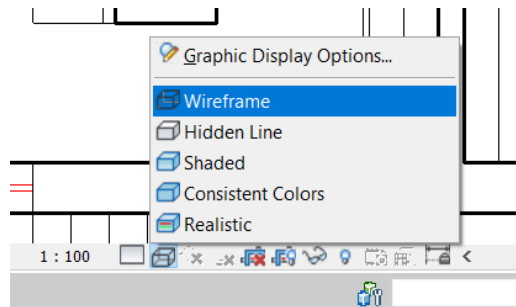 Graphic Display Options...
Wireframe
Hidden Line
Shaded
Consistent Colors
Realistic
1 : 100 <